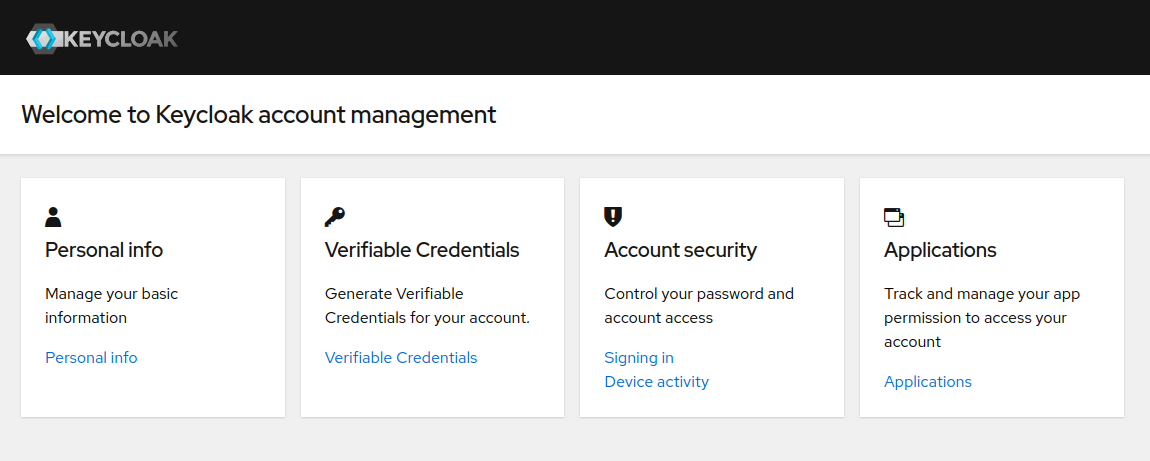 KEYCLOAK
Welcome to Keycloak account management
Personal info
Manage your basic
information
Personal info
Verifiable Credentials
Generate Verifiable
Credentials for your account.
Verifiable Credentials
Account security
Control your password and
account access
Signing in
Device activity
Applications
Track and manage your app
permission to access your
account
Applications